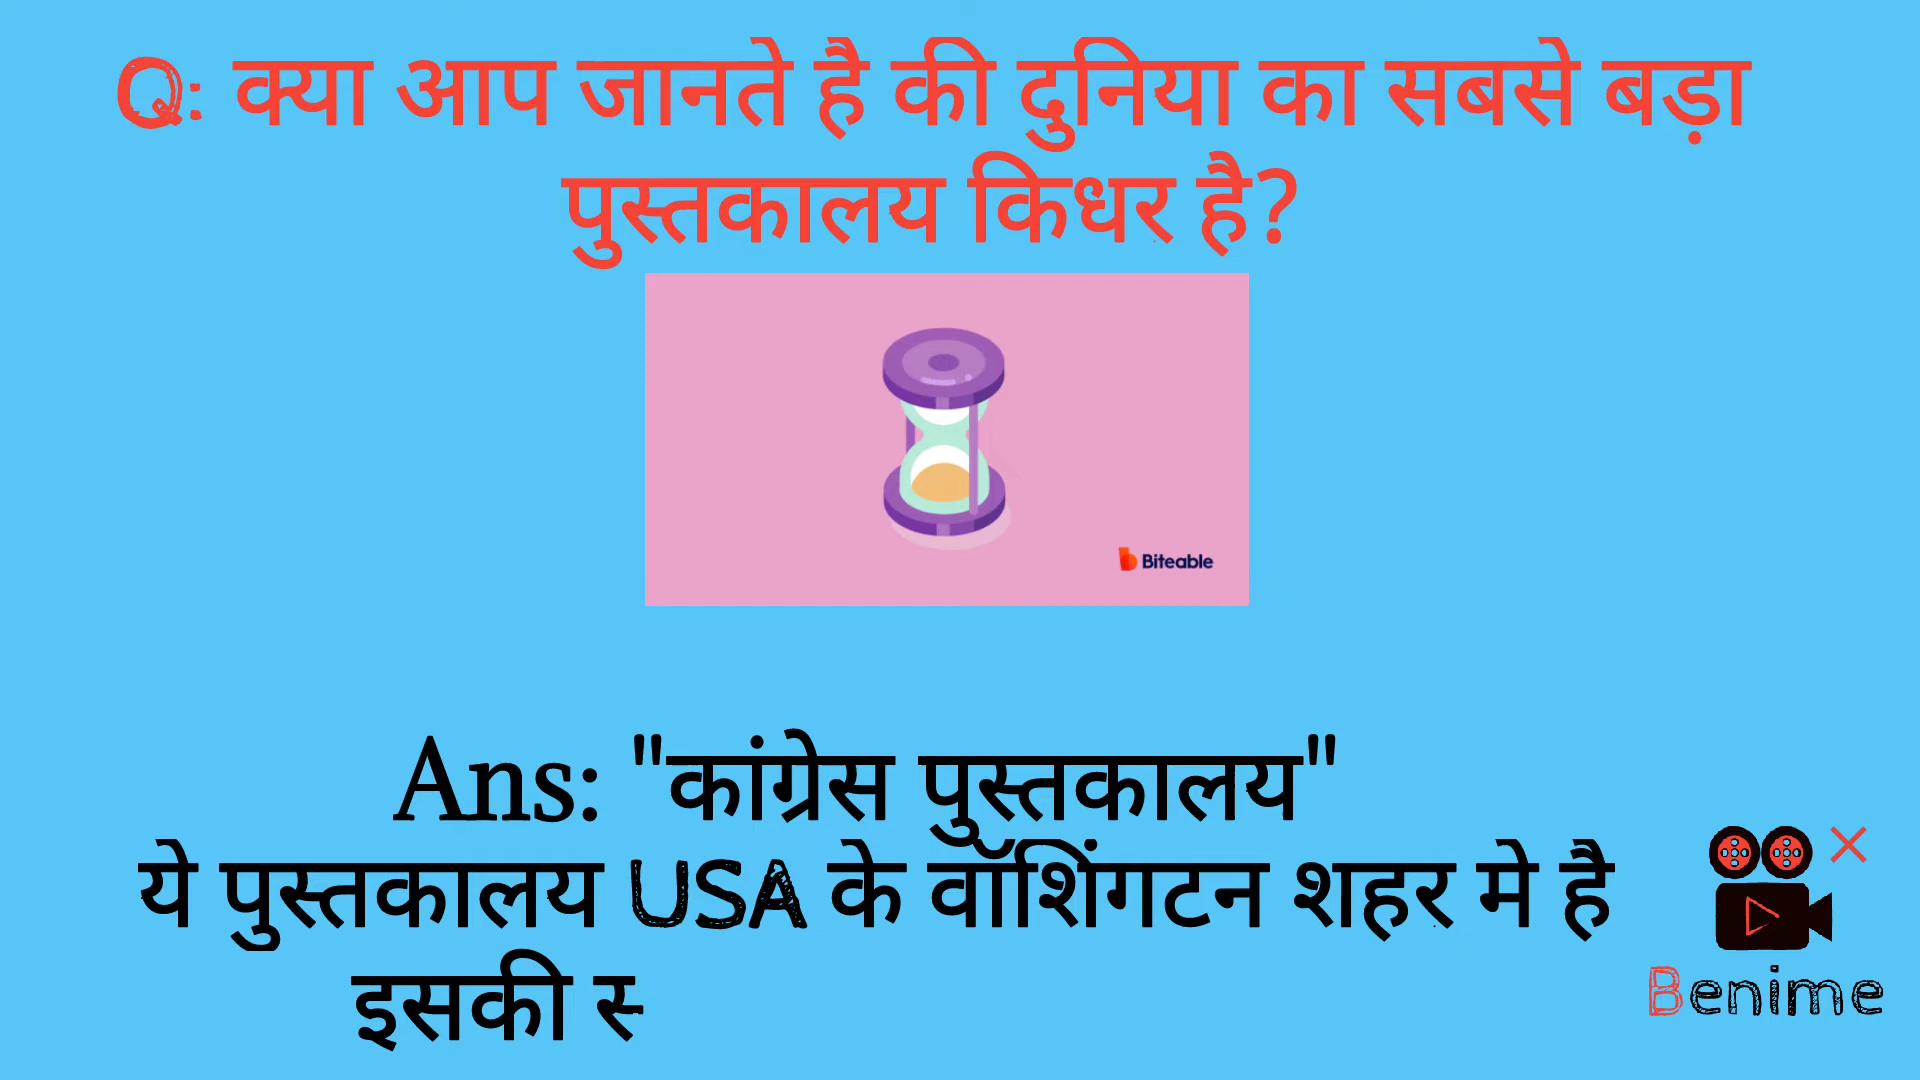 Q: क्या आप जानते है की दुनिया का सबसे बड़ा
पुस्तकालय किधर है?
Biteable
Ans: "कांग्रेस पुस्तकालय"
ये पुस्तकालय USA के वॉशिंगटन शहर मे है
इसकी स्
Benime